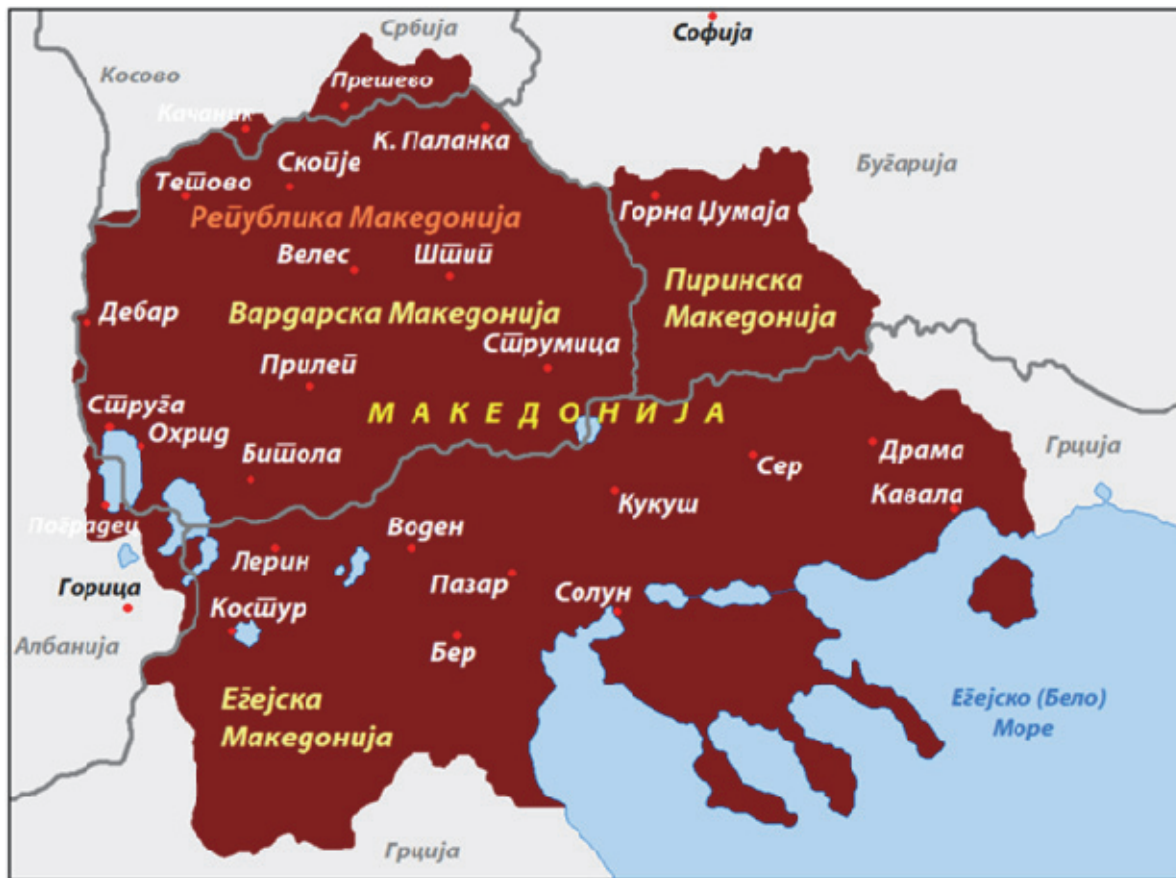 Србија
Софија
Косово
Прешево
Качаник
К. Паланка
Скопје
Тетово
Бугарија
Горна Џумаја
Република Македонија
Велес
Штип
Пиринска
Македонија
Дебар
Вардарска Македонија
Струмица
Прилеп
МАКЕДОНИЈА
Струга
Охрид
Битола
Сер
Драма
Грција
Кавала
Кукуш
Поградец
Воден
Лерин
Пазар
Солун
Горица
Костур
Албанија
Бер
Егејска
Македонија
Егејско (Бело)
Море
Грција